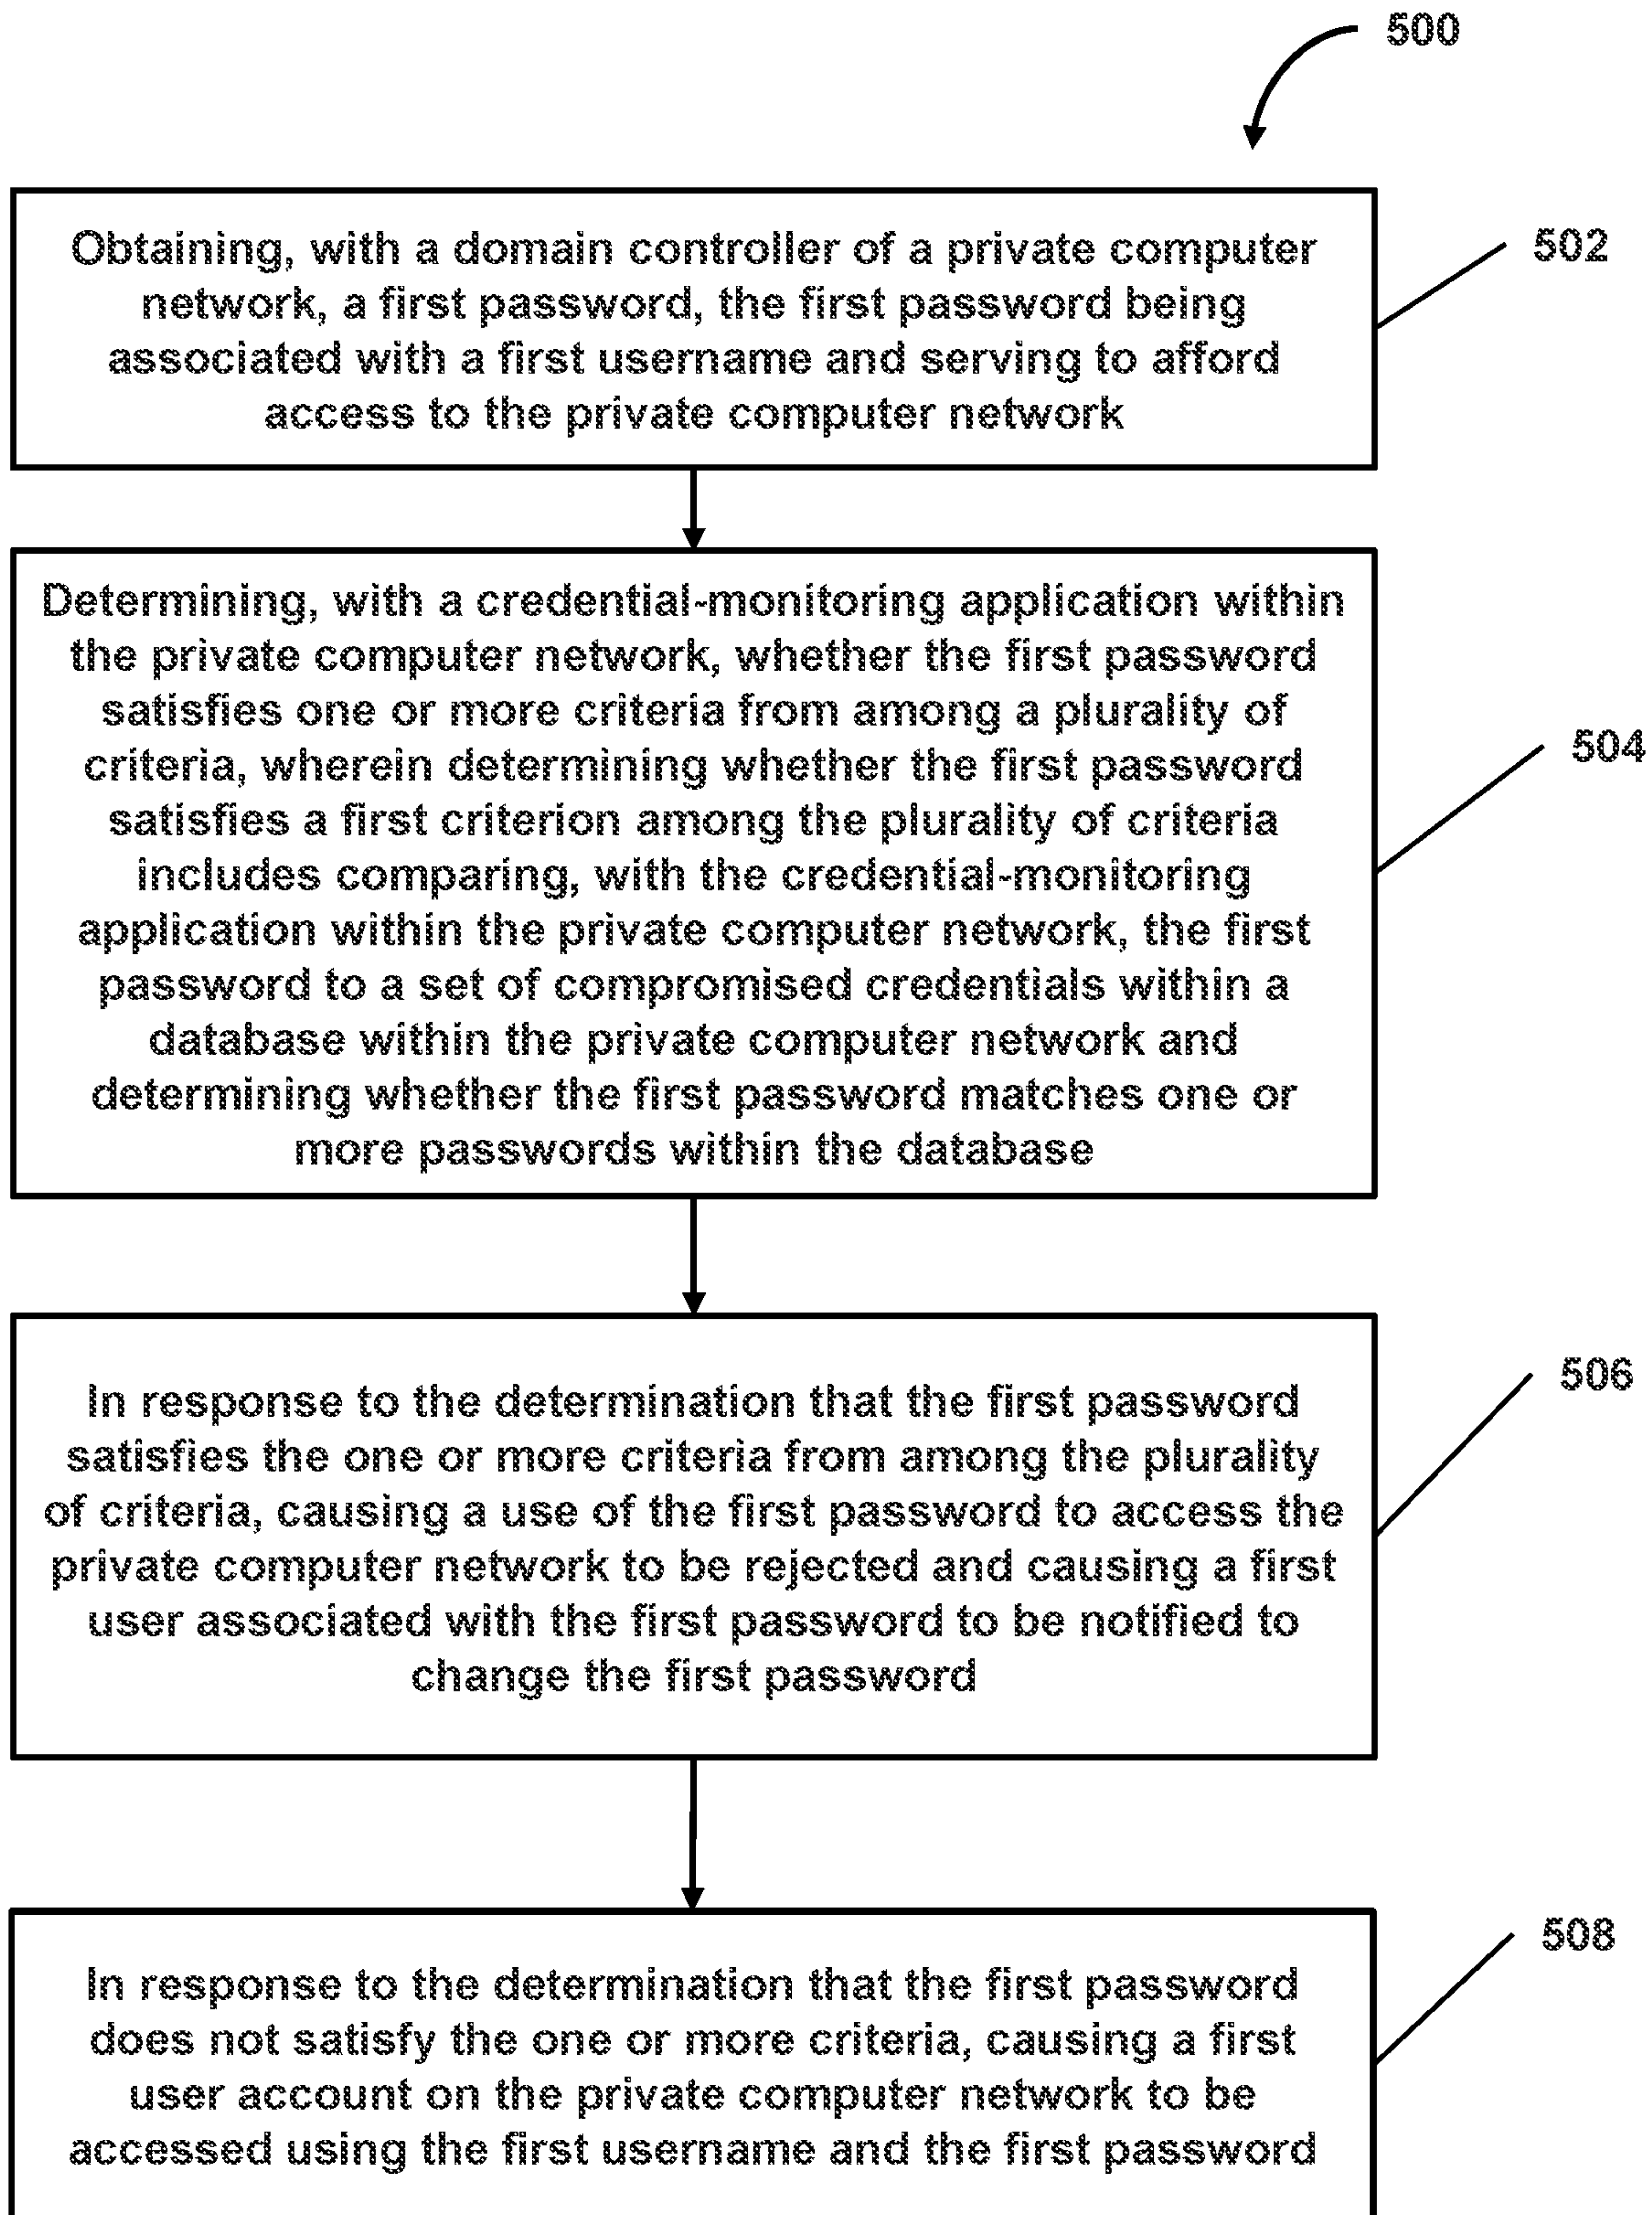 500
Obtaining, with a domain controller of a private computer
network, a first password, the first password being
associated with a first username and serving to afford
access to the private computer network
502
Determining, with a credential-monitoring application within
the private computer network, whether the first password
satisfies one or more criteria from among a plurality of
criteria, wherein determining whether the first password
satisfies a first criterion among the plurality of criteria
includes comparing, with the credential-monitoring
application within the private computer network, the first
password to a set of compromised credentials within a
database within the private computer network and
determining whether the first password matches one or
more passwords within the database
504
In response to the determination that the first password
satisfies the one or more criteria from among the plurality
of criteria, causing a use of the first password to access the
private computer network to be rejected and causing a first
user associated with the first password to be notified to
change the first password
506
In response to the determination that the first password
does not satisfy the one or more criteria, causing a first
user account on the private computer network to be
accessed using the first username and the first password
508